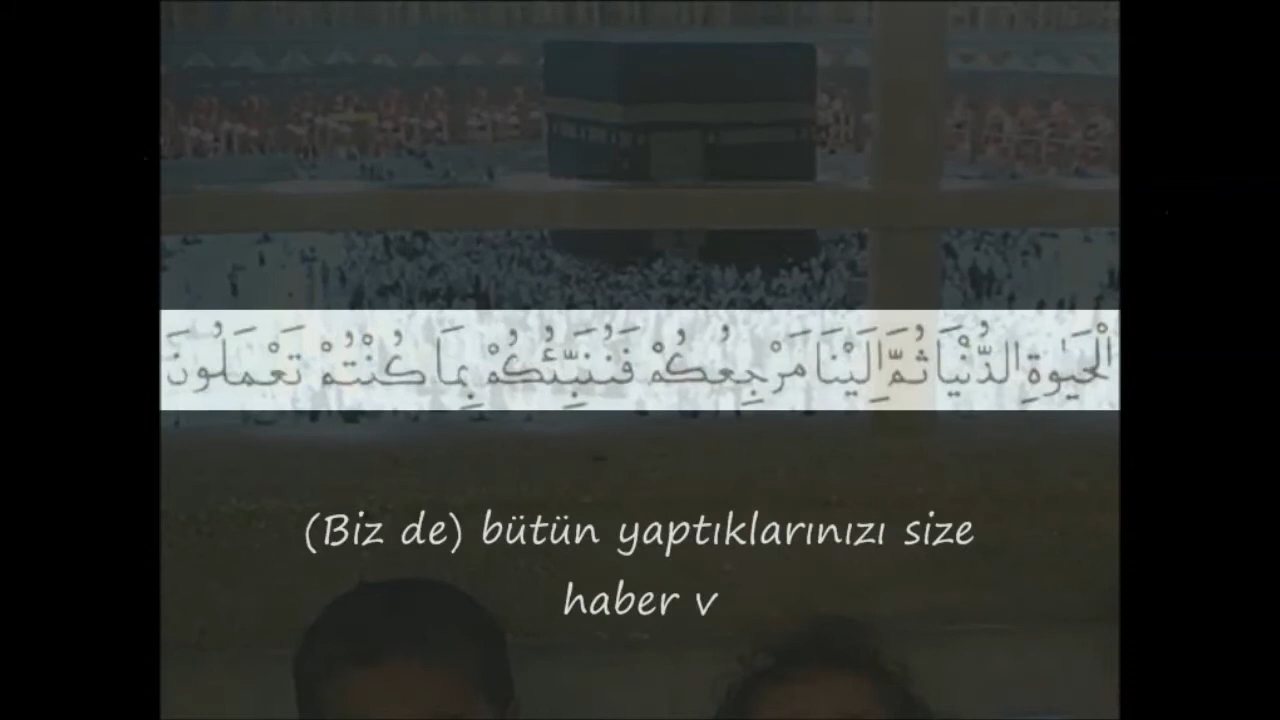 الْحَيٰوةِ الدُّنْيَا ثُمَّ اِلَيْنَا مَرْجِعُكُمْ فَنُنَبِّئُكُمْ بِمَا كُنْتُمْ تَعْمَلُونَ
(Biz de) bütün yaptıklarınızı size
haber v